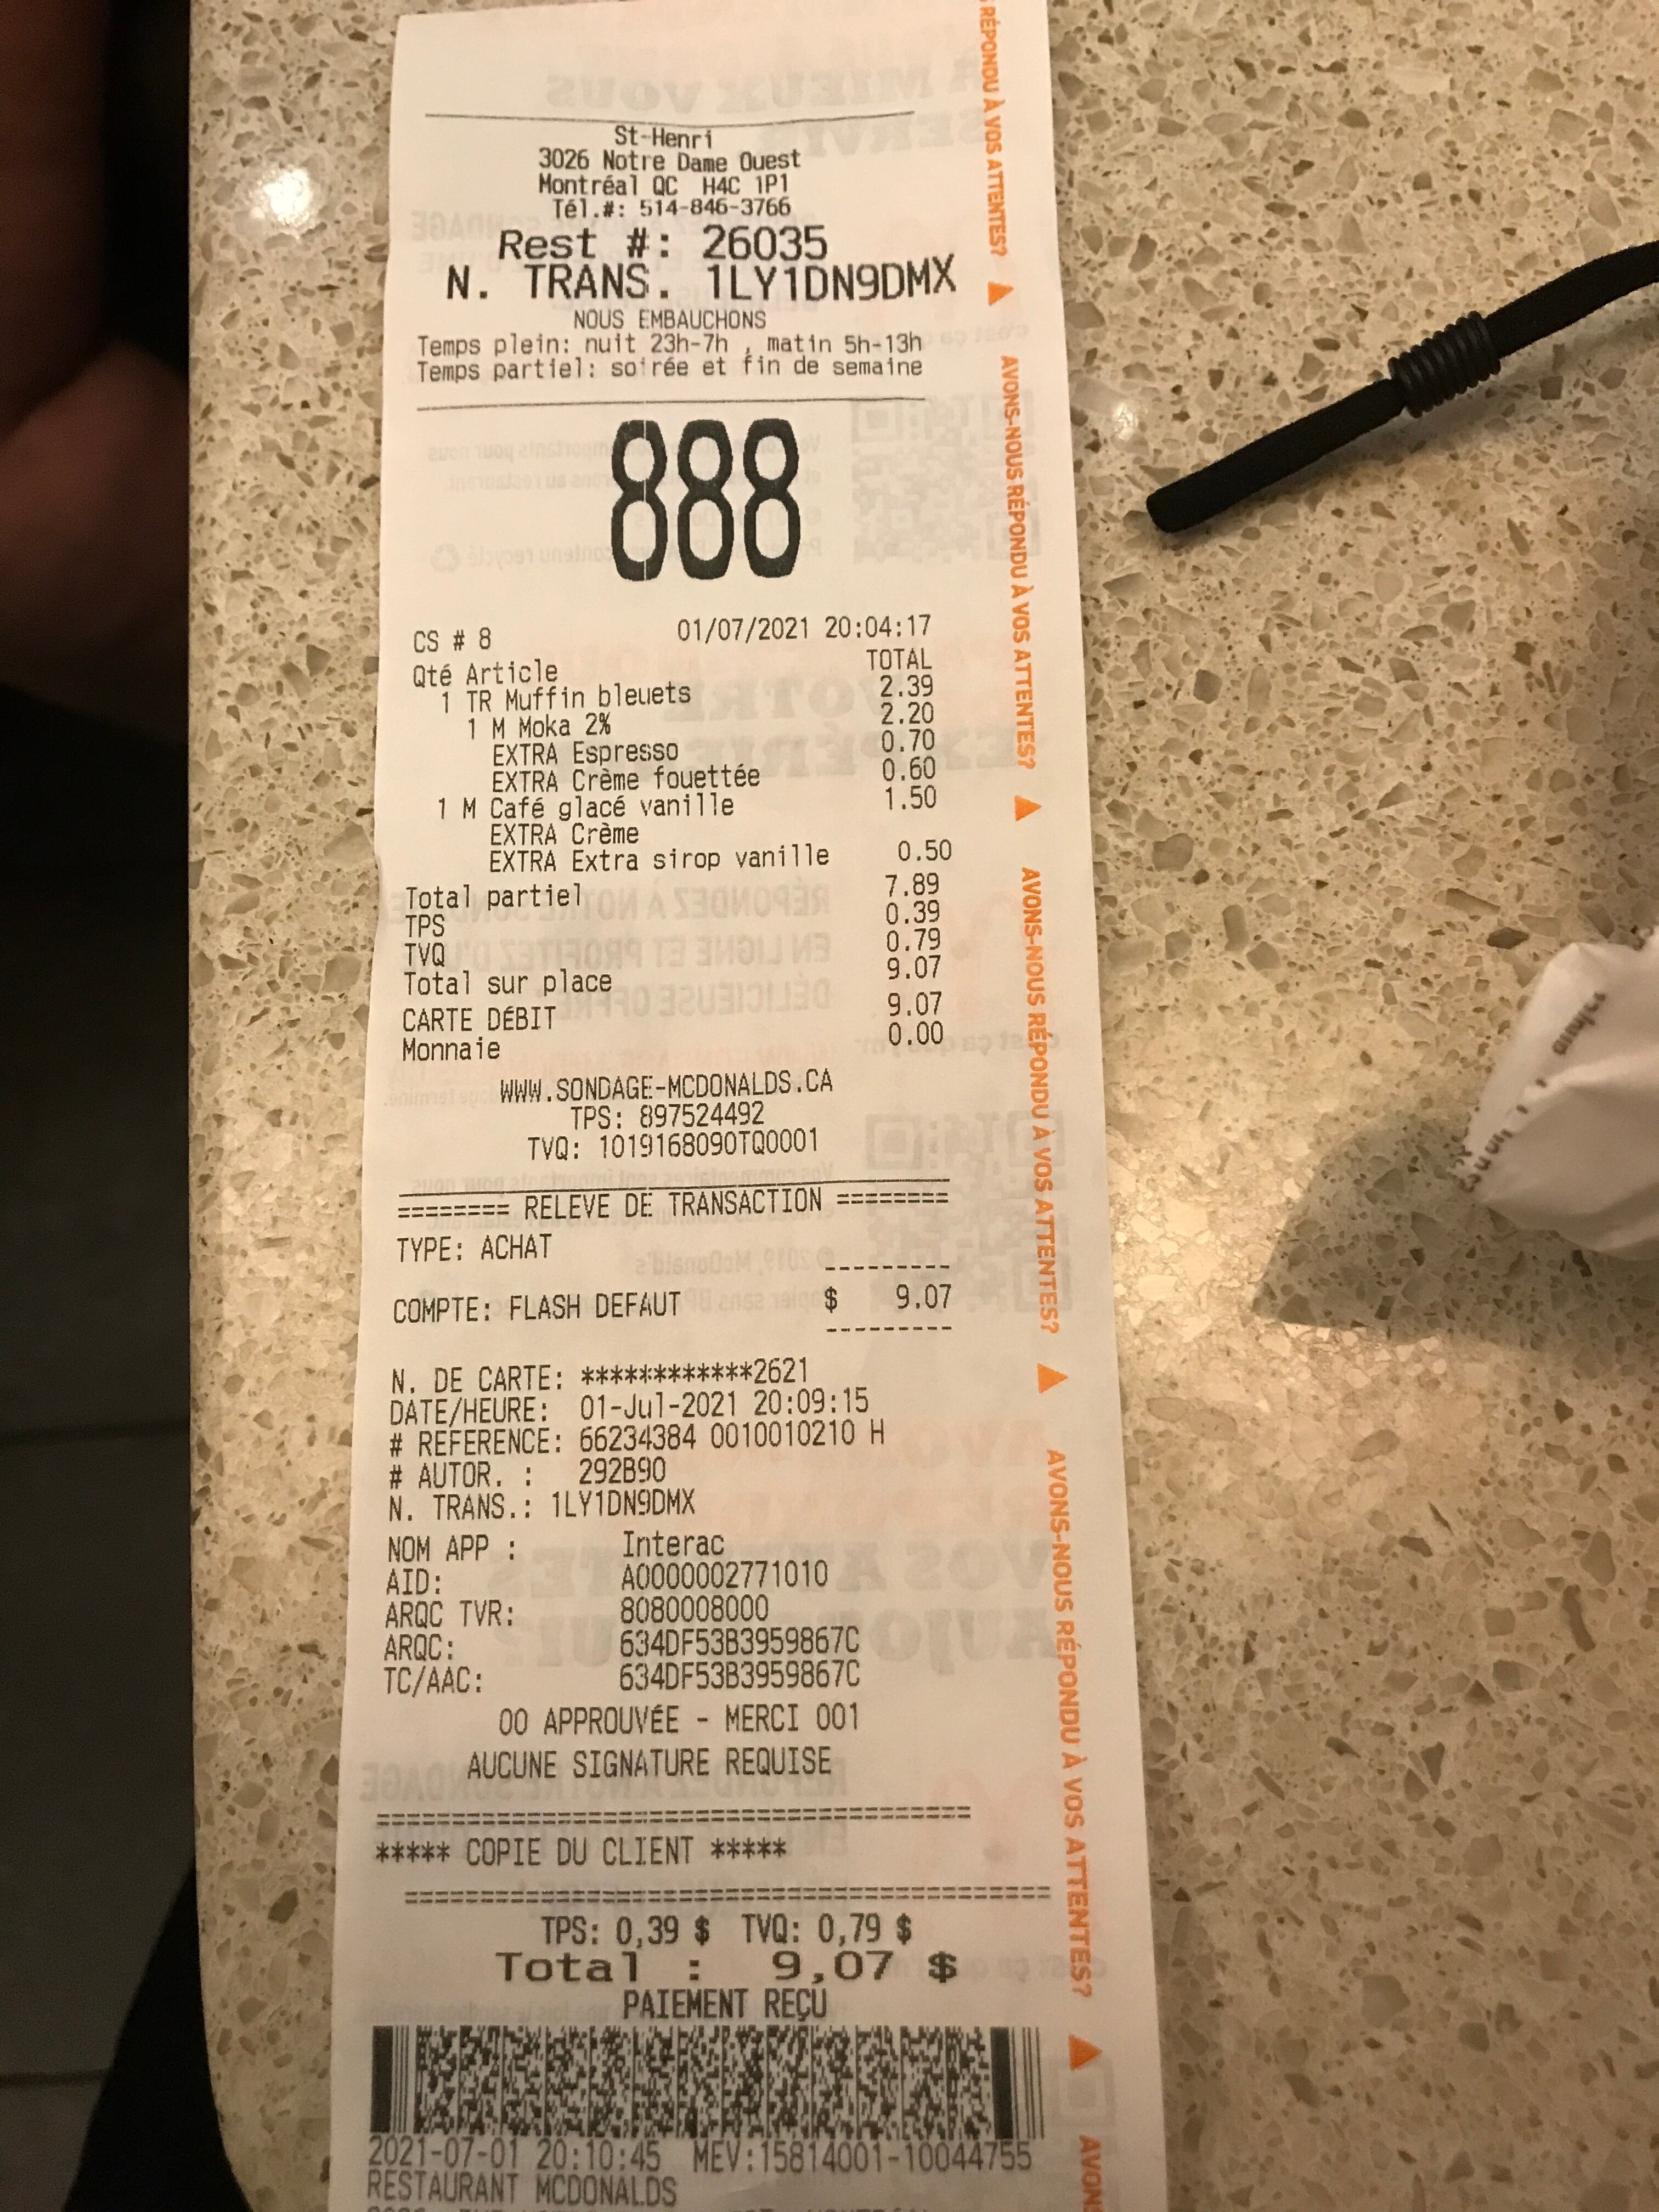 St-Henri
3026 Notre Dame Ouest
Montréal QC H4C 1P1
Tél.#: 514-846-3766
Rest #: 26035
N. TRANS. 1LY1DN9DMX
NOUS EMBAUCHONS
Temps plein: nuit 23h-7h , matin 5h-13h
Temps partiel: soirée et fin de semaine
888
CS # 8 01/07/2021 20:04:17
Qté Article TOTAL
1 TR Muffin bleuets 2.39
1 M Moka 2% 2.20
EXTRA Espresso 0.70
EXTRA Crème fouettée 0.60
1 M Café glacé vanille 1.50
EXTRA Crème
EXTRA Extra sirop vanille 0.50
Total partiel 7.89
TPS 0.39
TVQ 0.79
Total sur place 9.07
CARTE DÉBIT 9.07
Monnaie 0.00
WWW.SONDAGE-MCDONALDS.CA
TPS: 897524492
TVQ: 1019168090TQ0001
======== RELEVE DE TRANSACTION ========
TYPE: ACHAT
---------
COMPTE: FLASH DEFAUT $ 9.07
---------
N. DE CARTE: ************2621
DATE/HEURE: 01-Jul-2021 20:09:15
# REFERENCE: 66234384 0010010210 H
# AUTOR. : 292B90
N. TRANS.: 1LY1DN9DMX
NOM APP : Interac
AID: A0000002771010
ARQC TVR: 8080008000
ARQC: 634DF53B3959867C
TC/AAC: 634DF53B3959867C
00 APPROUVÉE - MERCI 001
AUCUNE SIGNATURE REQUISE
======================================
***** COPIE DU CLIENT *****
=========================================
TPS: 0,39 $ TVQ: 0,79 $
Total : 9,07 $
PAIEMENT REÇU
2021-07-01 20:10:45 MEV:15814001-10044755
RESTAURANT MCDONALDS
RÉPONDU À VOS ATTENTES?
AVONS-NOUS RÉPONDU À VOS ATTENTES?
AVONS-NOUS RÉPONDU À VOS ATTENTES?
AVONS-NOUS RÉPONDU À VOS ATTENTES?